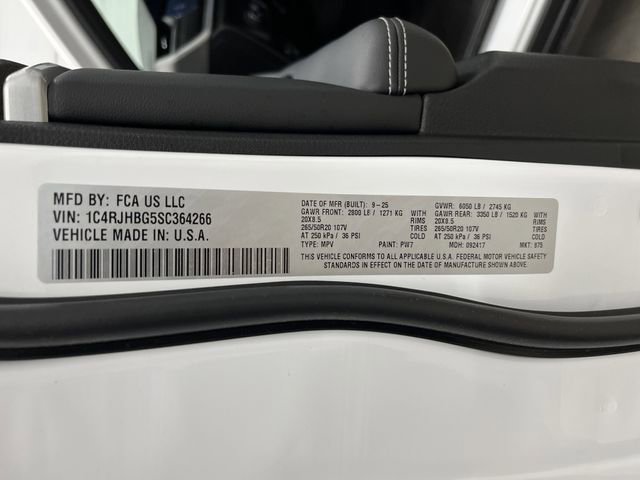 MFD BY: FCA US LLC
VIN: 1C4RJHBG5SC364266
VEHICLE MADE IN: U.S.A.
DATE OF MFR (BUILT): 9-25 GVWR: 6050 LB / 2745 KG
GAWR FRONT: 2800 LB / 1271 KG WITH GAWR REAR: 3350 LB / 1520 KG WITH
20X8.5 RIMS 20X8.5 RIMS
265/50R20 107V TIRES 265/50R20 107V TIRES
AT 250 kPa / 36 PSI COLD AT 250 kPa / 36 PSI COLD
TYPE: MPV PAINT: PW7 MDH: 092417 MKT: 875
THIS VEHICLE CONFORMS TO ALL APPLICABLE U.S.A. FEDERAL MOTOR VEHICLE SAFETY
STANDARDS IN EFFECT ON THE DATE OF MANUFACTURE SHOWN ABOVE.